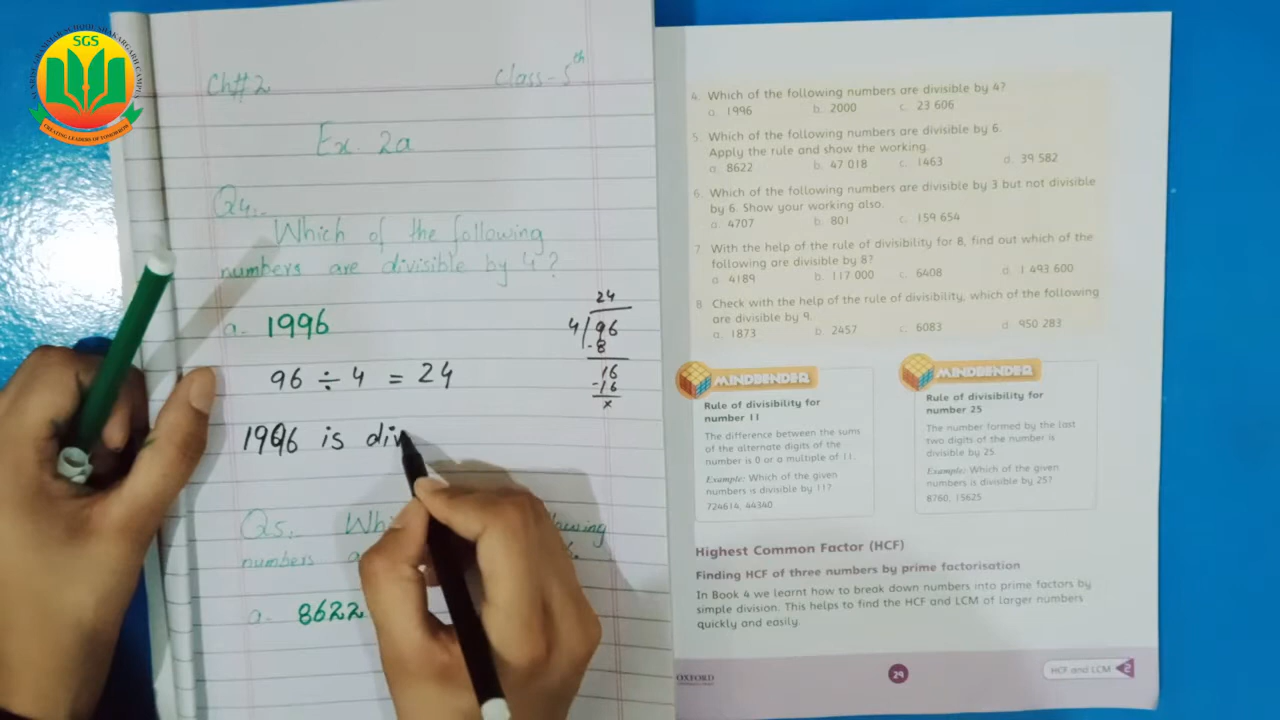 SGS
CREATING LEADERS OF TOMORROW
Ch# 2
Class-5th
Ex. 2a
Q4.
Which of the following
numbers are divisible by 4?
a. 1996
96 ÷ 4 = 24
1996 is div
24
4 96
-8
16
-16
x
Q5.
numbers
a. 8622
4. Which of the following numbers are divisible by 4?
a. 1996 b. 2000 c. 23 606
5. Which of the following numbers are divisible by 6.
Apply the rule and show the working.
a. 8622 b. 47 018 c. 1463 d. 39 582
6. Which of the following numbers are divisible by 3 but not divisible
by 6. Show your working also.
a. 4707 b. 801 c. 159 654
7 With the help of the rule of divisibility for 8, find out which of the
following are divisible by 8?
a. 4189 b. 117 000 c. 6408 d. 1 493 600
8 Check with the help of the rule of divisibility, which of the following
are divisible by 9.
a. 1873 b. 2457 c. 6083 d. 950 283
MINDBENDER
Rule of divisibility for
number 11
The difference between the sums
of the alternate digits of the
number is 0 or a multiple of 11.
Example: Which of the given
numbers is divisible by 11?
724614, 44340
MINDBENDER
Rule of divisibility for
number 25
The number formed by the last
two digits of the number is
divisible by 25.
Example: Which of the given
numbers is divisible by 25?
8760, 15625
Highest Common Factor (HCF)
Finding HCF of three numbers by prime factorisation
In Book 4 we learnt how to break down numbers into prime factors by
simple division. This helps to find the HCF and LCM of larger numbers
quickly and easily.
OXFORD
29
HCF and LCM 2